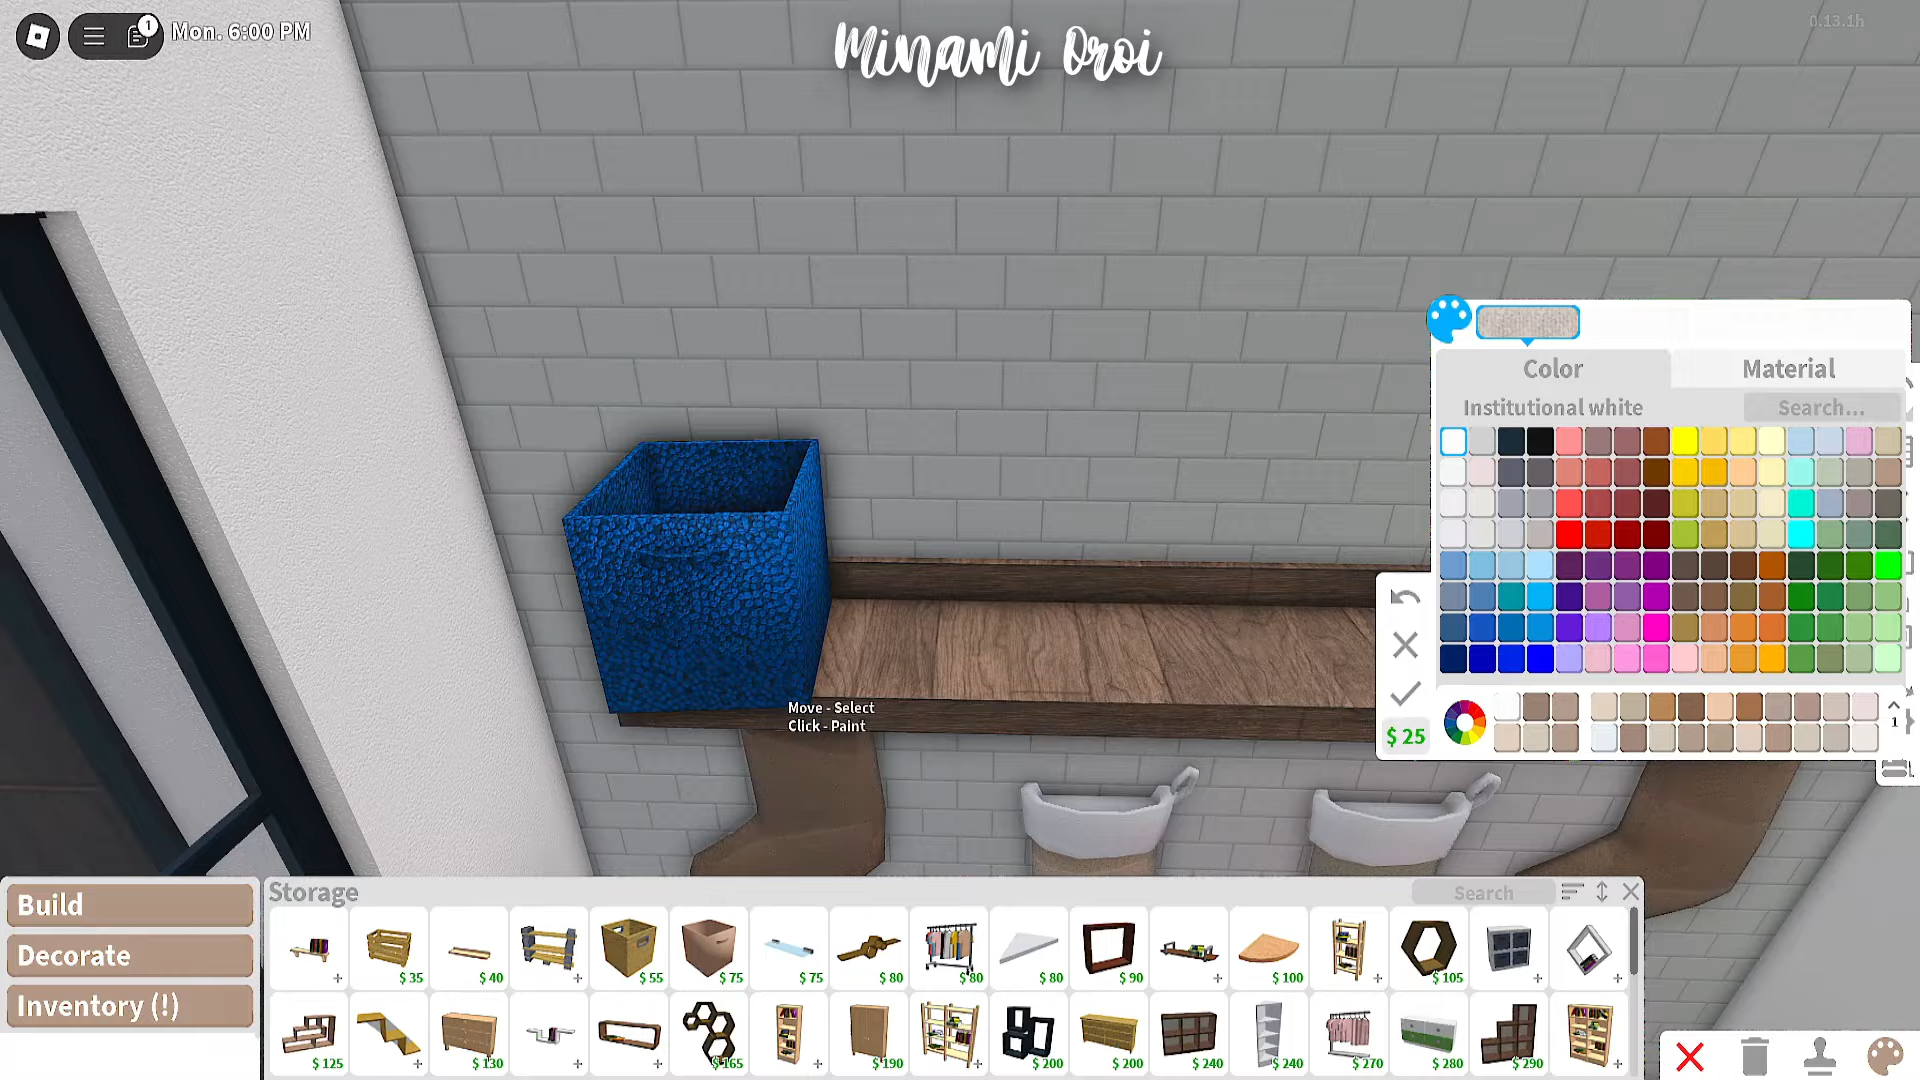 1
Mon. 6:00 PM
Minami Oroi
0.13.1h
Color
Material
Institutional white
Search...
Move - Select
Click - Paint
$ 25
1
Build
Decorate
Inventory (!)
Storage
Search
+
$ 35
$ 40
+
$ 55
$ 75
$ 75
$ 80
$ 80
$ 80
$ 90
+
$ 100
+
$ 105
+
+
$ 125
+
$ 130
+
+
$ 165
+
$ 190
+
$ 200
$ 200
$ 240
$ 240
$ 270
$ 280
$ 290
+